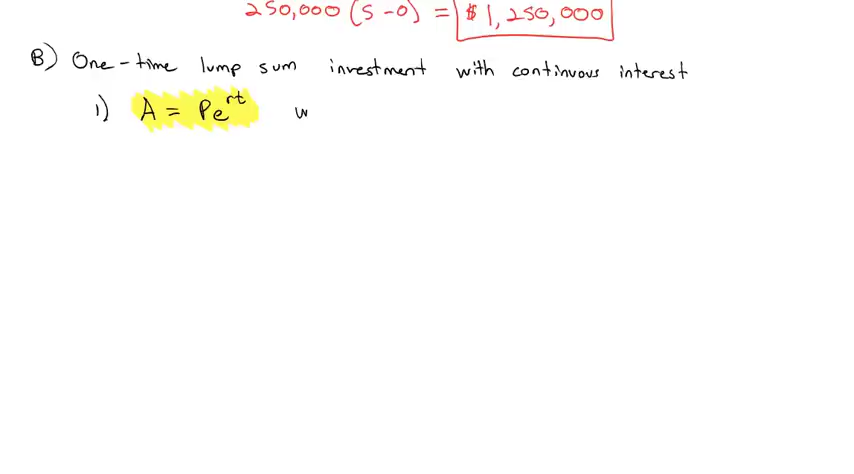 250,000 (5-0) = $1,250,000
B) One-time lump sum investment with continuous interest
1) A = Pe^rt w